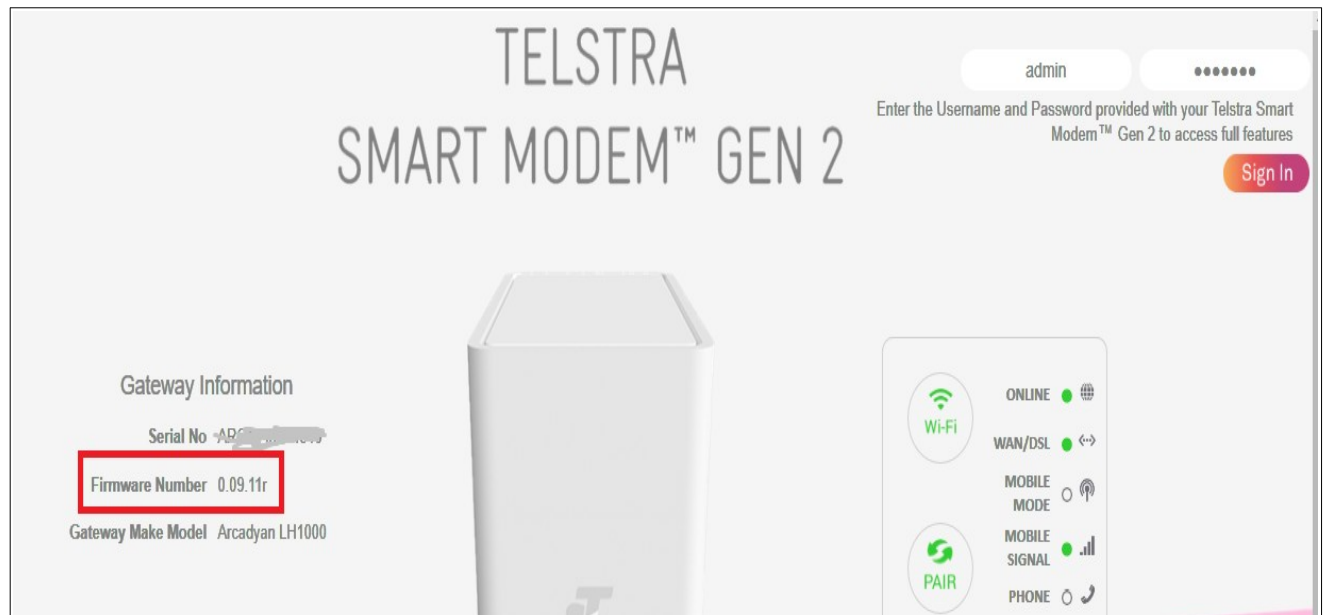 TELSTRA
SMART MODEM™ GEN 2
admin
•••••••
Enter the Username and Password provided with your Telstra Smart
Modem™ Gen 2 to access full features
Sign In
Gateway Information
Serial No
Firmware Number 0.09.11r
Gateway Make Model Arcadyan LH1000
Wi-Fi
ONLINE
WAN/DSL
MOBILE
MODE
PAIR
MOBILE
SIGNAL
PHONE